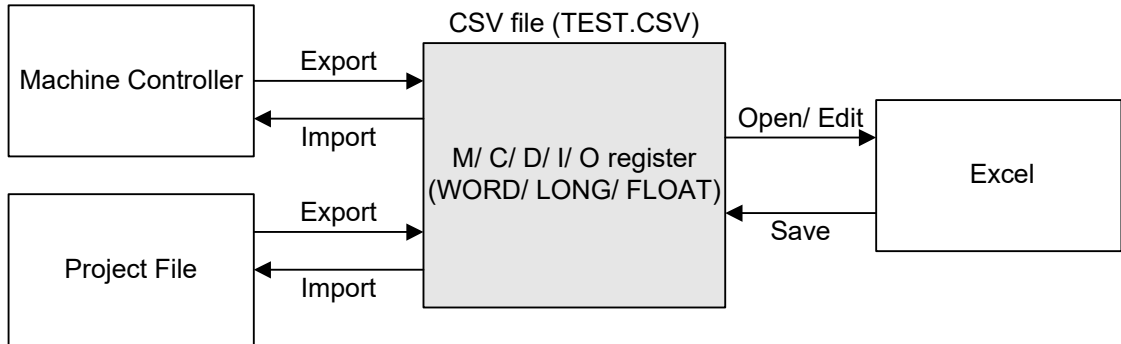 CSV file (TEST.CSV)
Machine Controller
Export
Import
M/ C/ D/ I/ O register
(WORD/ LONG/ FLOAT)
Open/ Edit
Save
Excel
Project File
Export
Import